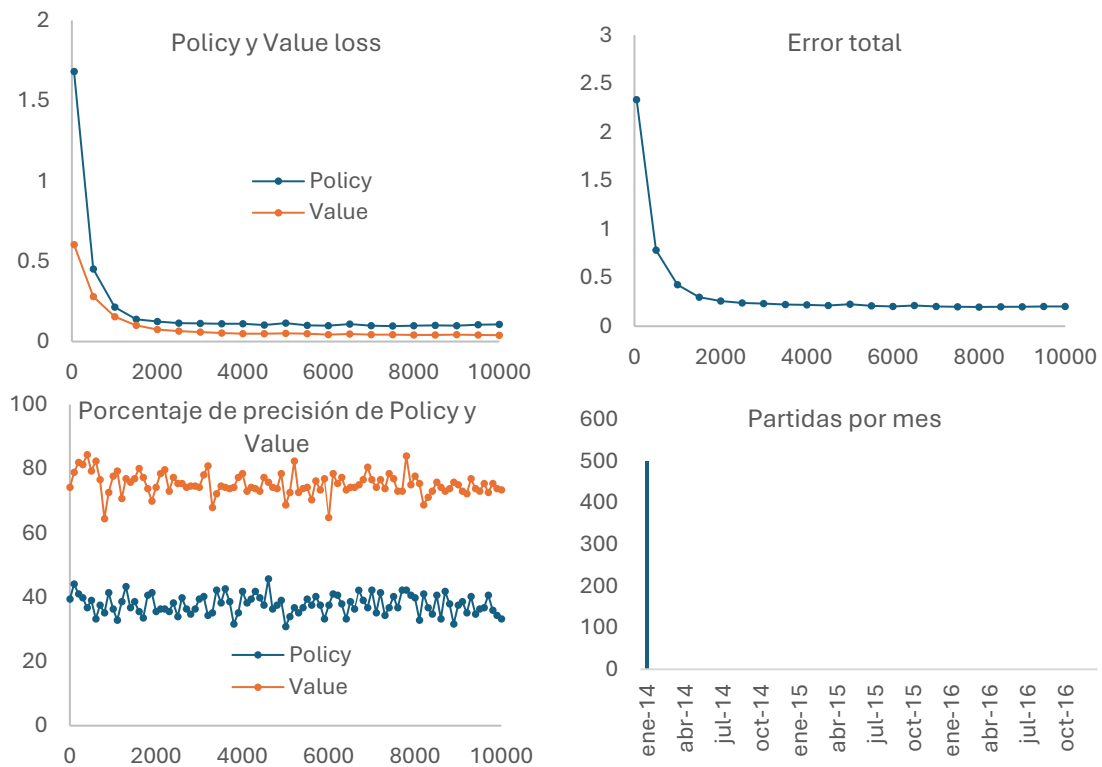 Policy y Value loss
2
1.5
1
0.5
0
Policy
Value
0 2000 4000 6000 8000 10000
Error total
3
2.5
2
1.5
1
0.5
0
0 2000 4000 6000 8000 10000
Porcentaje de precisión de Policy y
Value
100
80
60
40
20
0
Policy
Value
0 2000 4000 6000 8000 10000
Partidas por mes
600
500
400
300
200
100
0
ene-14
abr-14
jul-14
oct-14
ene-15
abr-15
jul-15
oct-15
ene-16
abr-16
jul-16
oct-16